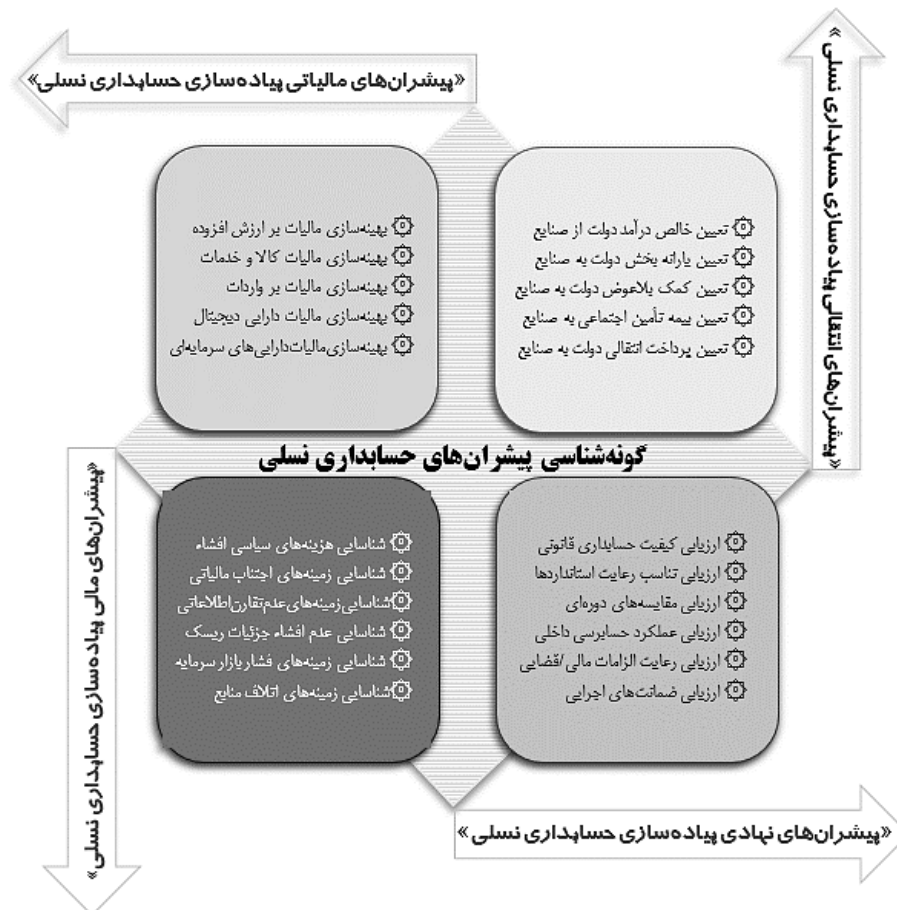 «پیشران‌های مالیاتی پیاده‌سازی حسابداری نسلی»
«پیشران‌های انتقالی پیاده‌سازی حسابداری نسلی»
تعیین خالص درآمد دولت از صنایع
تعیین یارانه بخش دولت به صنایع
تعیین کمک بلاعوض دولت به صنایع
تعیین بیمه تأمین اجتماعی به صنایع
تعیین پرداخت انتقالی دولت به صنایع
بهینه‌سازی مالیات بر ارزش افزوده
بهینه‌سازی مالیات کالا و خدمات
بهینه‌سازی مالیات بر واردات
بهینه‌سازی مالیات دارایی دیجیتال
بهینه‌سازی مالیات دارایی‌های سرمایه‌ای
گونه‌شناسی پیشران‌های حسابداری نسلی
ارزیابی کیفیت حسابداری قانونی
ارزیابی تناسب رعایت استانداردها
ارزیابی مقایسه‌های دوره‌ای
ارزیابی عملکرد حسابرسی داخلی
ارزیابی رعایت الزامات مالی/قضایی
ارزیابی ضمانت‌های اجرایی
شناسایی هزینه‌های سیاسی افشاء
شناسایی زمینه‌های اجتناب مالیاتی
شناسایی زمینه‌های عدم تقارن اطلاعاتی
شناسایی عدم افشاء جزئیات ریسک
شناسایی زمینه‌های فشار بازار سرمایه
شناسایی زمینه‌های اتلاف منابع
«پیشران‌های مالی پیاده‌سازی حسابداری نسلی»
«پیشران‌های نهادی پیاده‌سازی حسابداری نسلی»